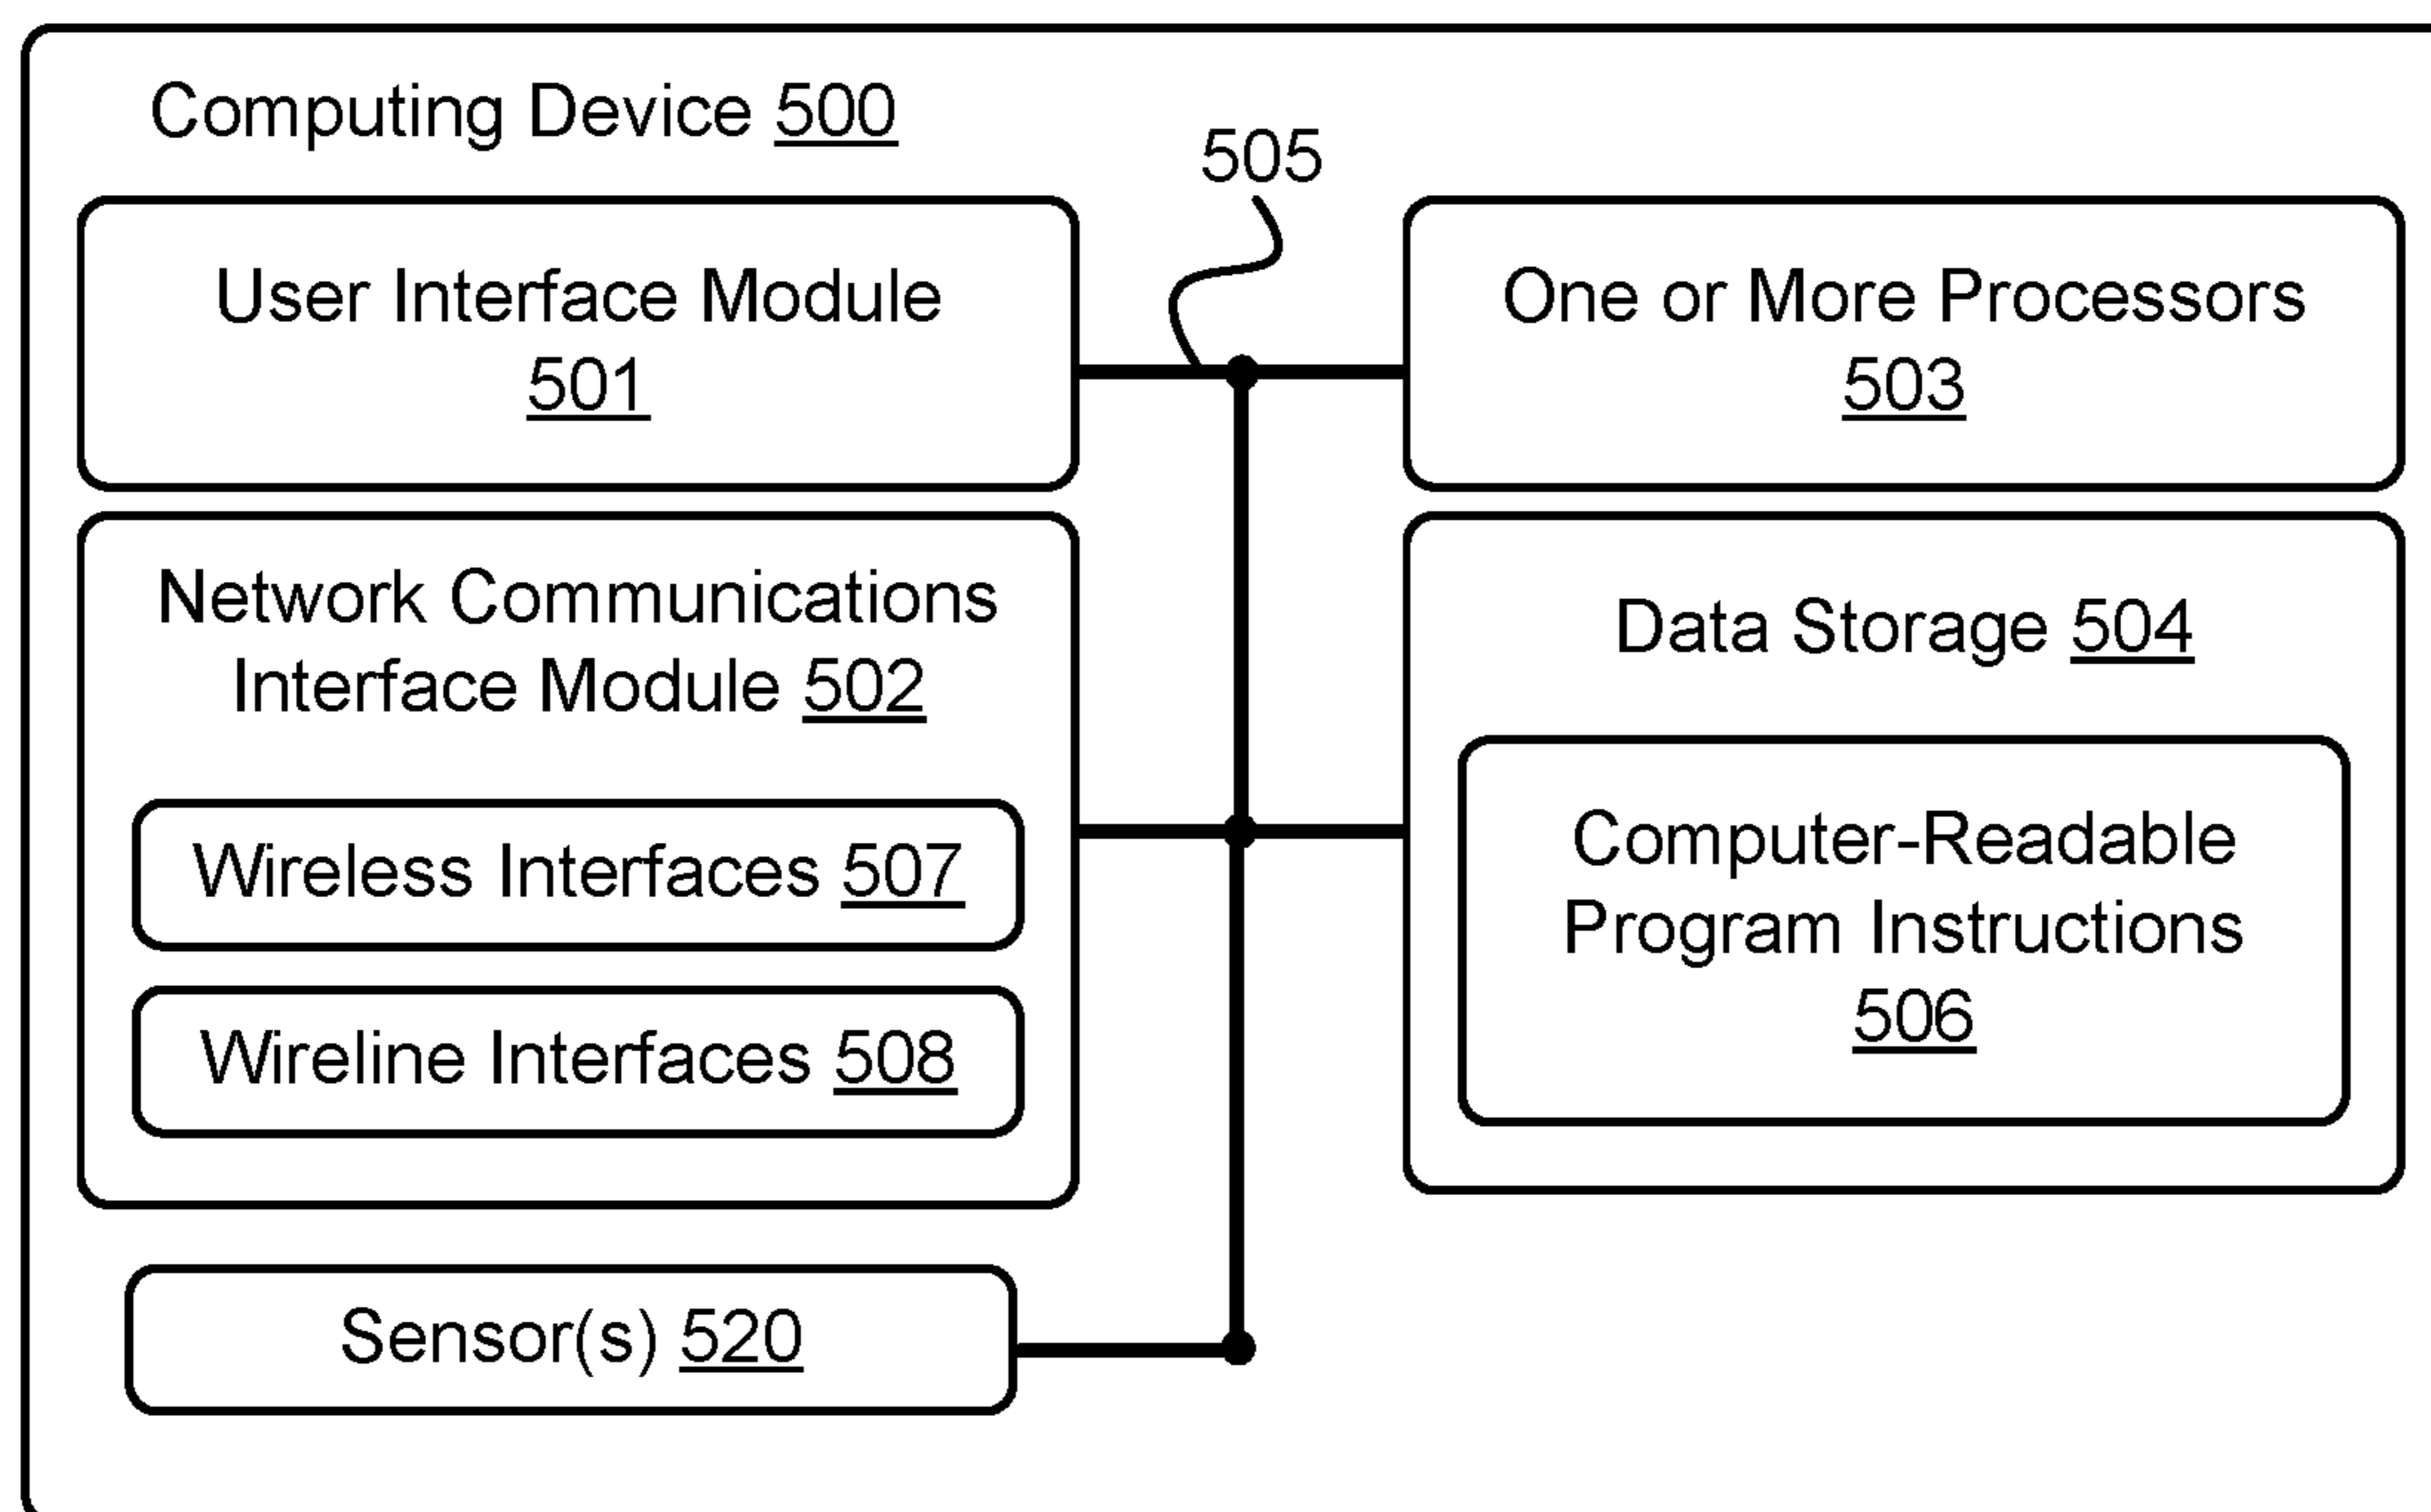 Computing Device 500
505
User Interface Module
501
One or More Processors
503
Network Communications
Interface Module 502
Wireless Interfaces 507
Wireline Interfaces 508
Data Storage 504
Computer-Readable
Program Instructions
506
Sensor(s) 520